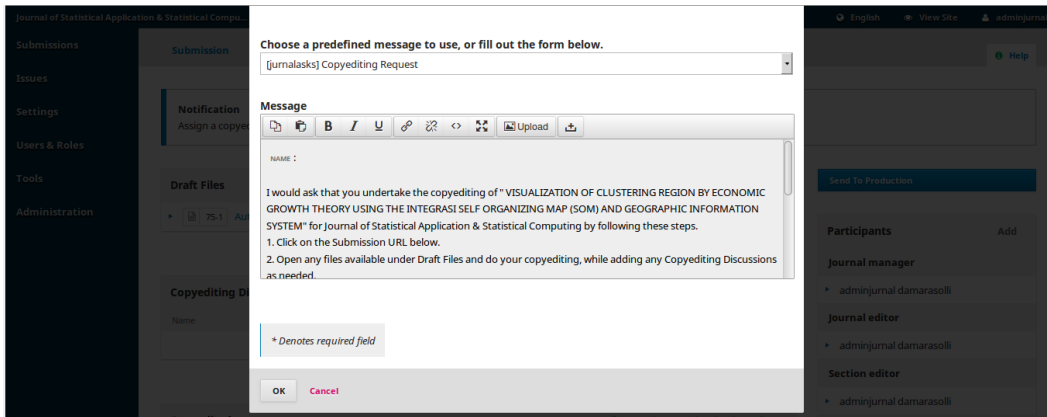 Journal of Statistical Application & Statistical Compu...
English
View Site
adminjurnal
Submissions
Issues
Settings
Users & Roles
Tools
Administration
Submission
Help
Notification
Assign a copyed
Draft Files
75-1 Aut
Copyediting Di
Name
Choose a predefined message to use, or fill out the form below.
[jurnalasks] Copyediting Request
Message
B I U Upload
NAME :
I would ask that you undertake the copyediting of " VISUALIZATION OF CLUSTERING REGION BY ECONOMIC
GROWTH THEORY USING THE INTEGRASI SELF ORGANIZING MAP (SOM) AND GEOGRAPHIC INFORMATION
SYSTEM" for Journal of Statistical Application & Statistical Computing by following these steps.
1. Click on the Submission URL below.
2. Open any files available under Draft Files and do your copyediting, while adding any Copyediting Discussions
as needed.
* Denotes required field
OK Cancel
Send To Production
Participants Add
Journal manager
adminjurnal damarasolli
Journal editor
adminjurnal damarasolli
Section editor
adminjurnal damarasolli